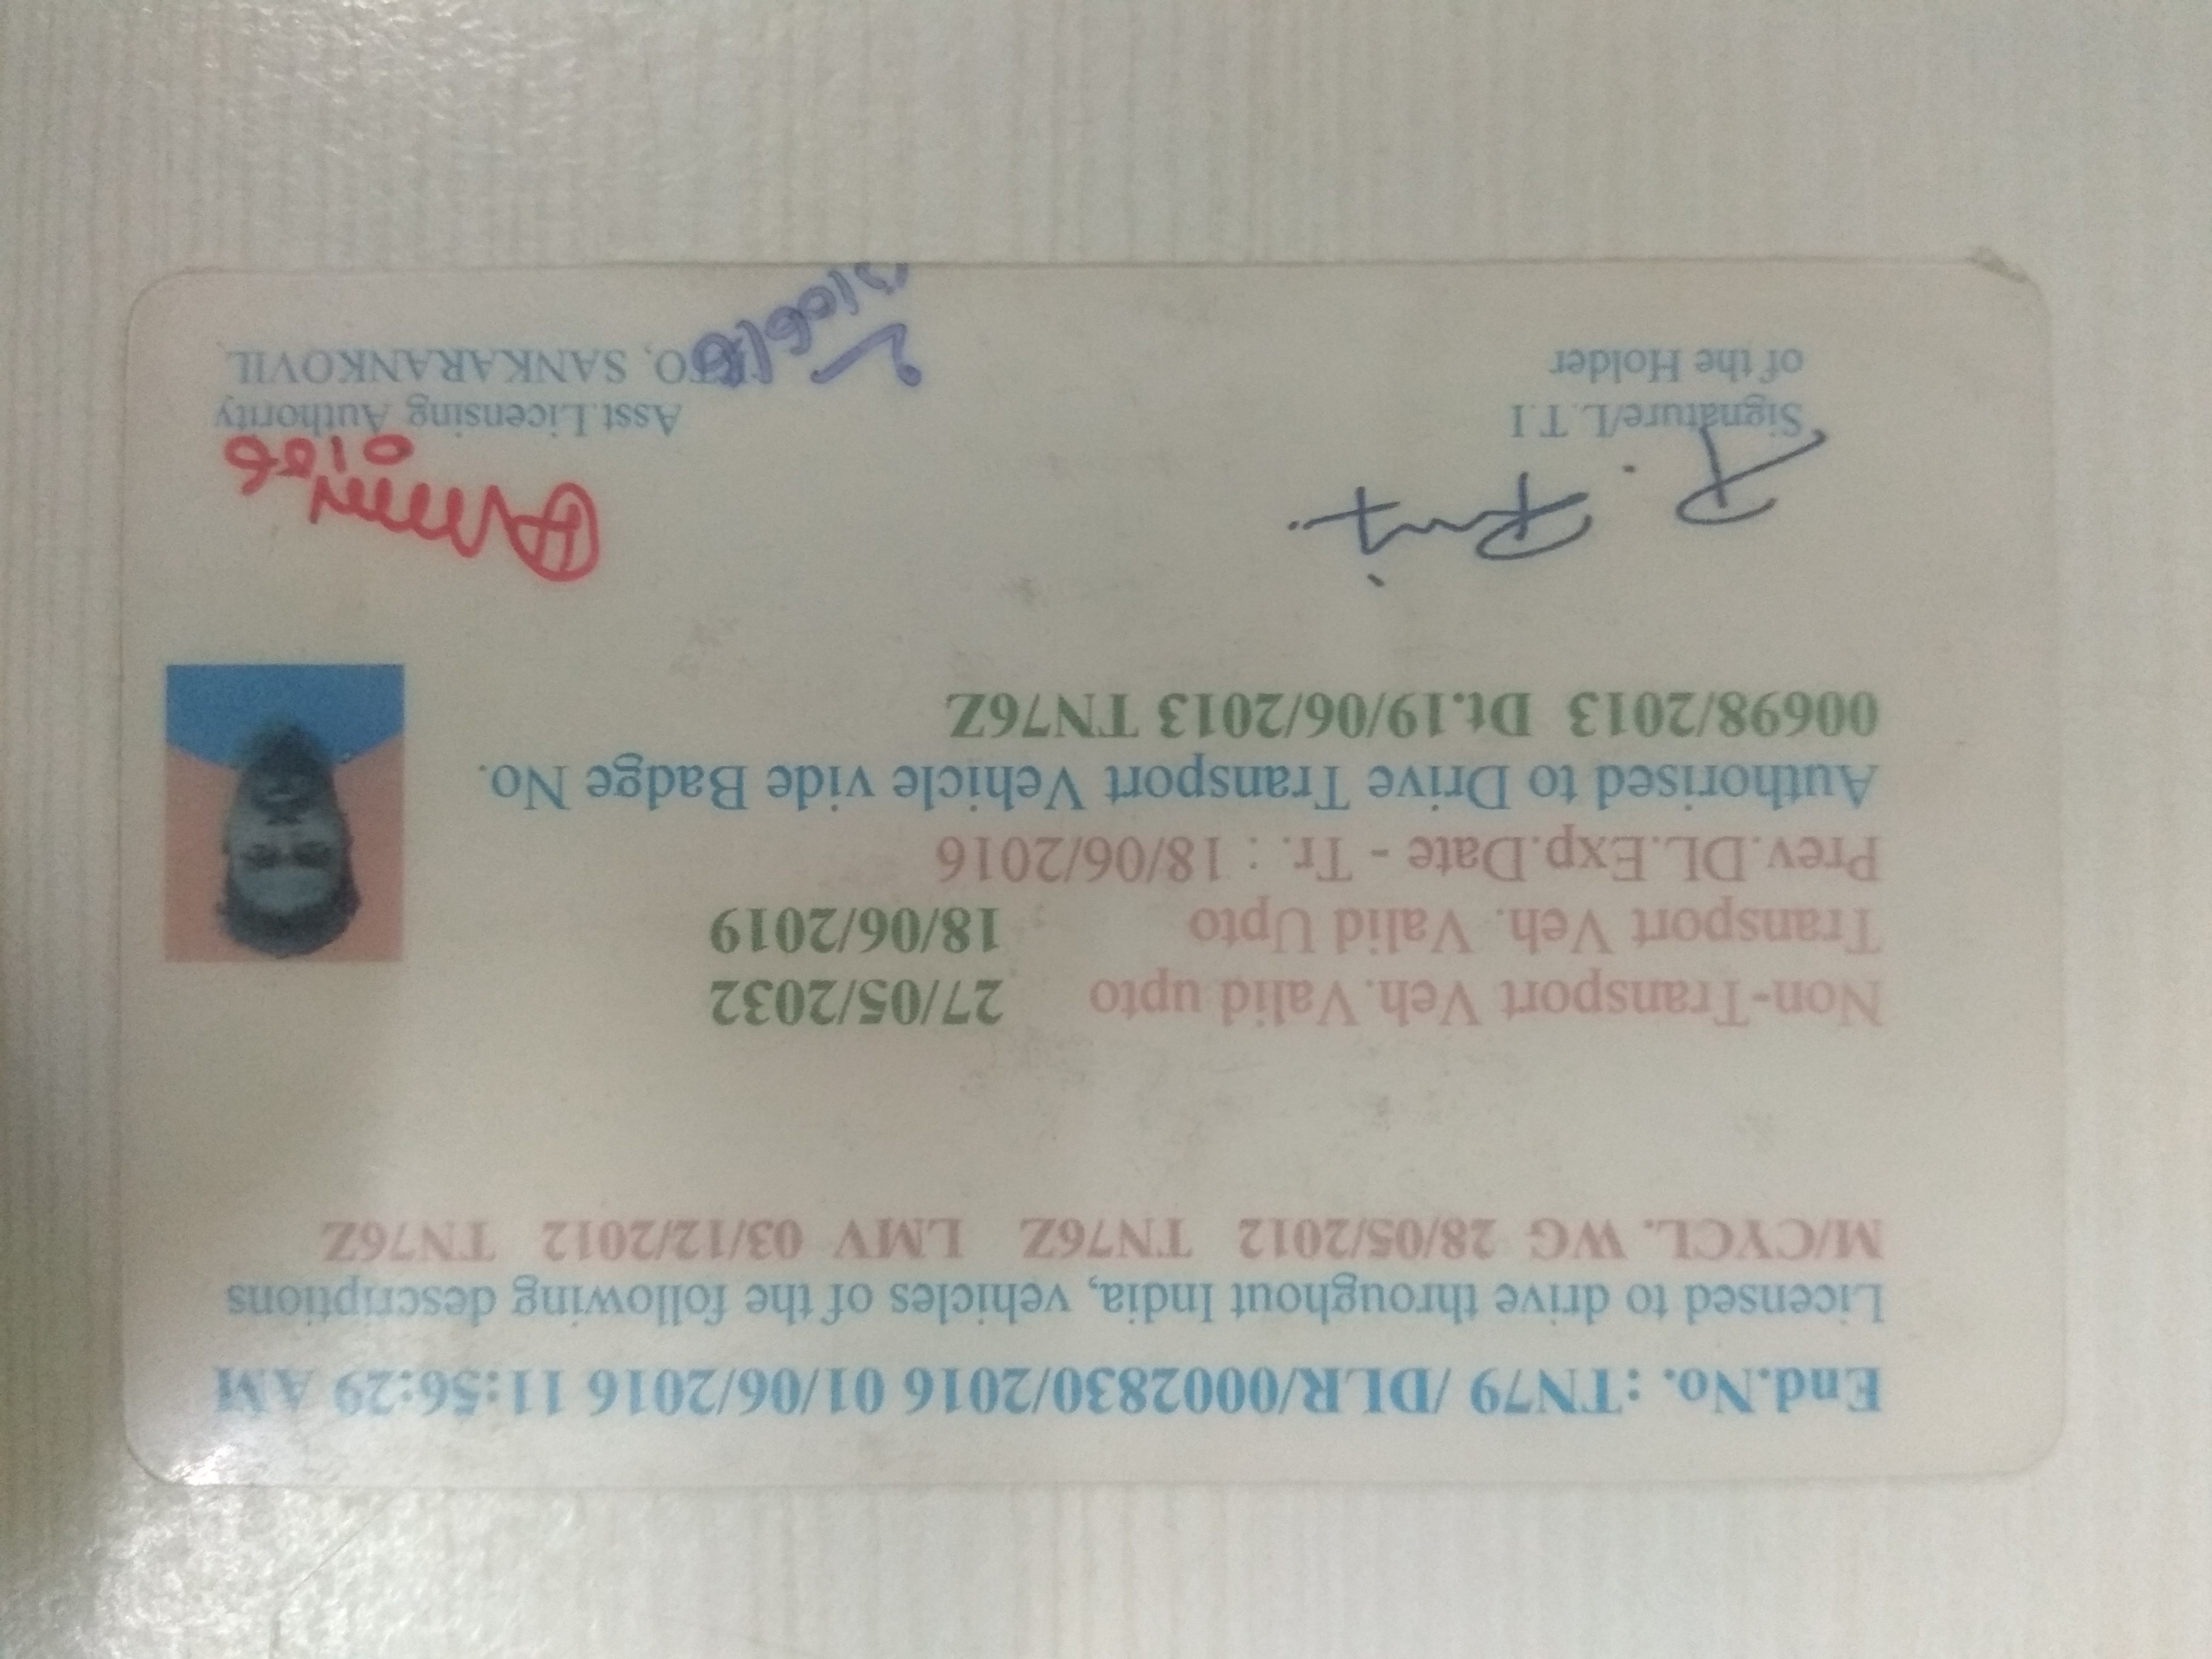 End.No. :TN79 /DLR/0002830/2016 01/06/2016 11:56:29 AM
Licensed to drive throughout India, vehicles of the following descriptions
M/CYCL. WG 28/05/2012 TN76Z LMV 03/12/2012 TN76Z
Non-Transport Veh.Valid upto 27/05/2032
Transport Veh. Valid Upto : 18/06/2019
Prev.DL.Exp.Date - Tr. : 18/06/2016
Authorised to Drive Transport Vehicle vide Badge No.
00698/2013 Dt.19/06/2013 TN76Z
Signature/L.T.I
of the Holder
Asst.Licensing Authority
SANKARANKOVIL